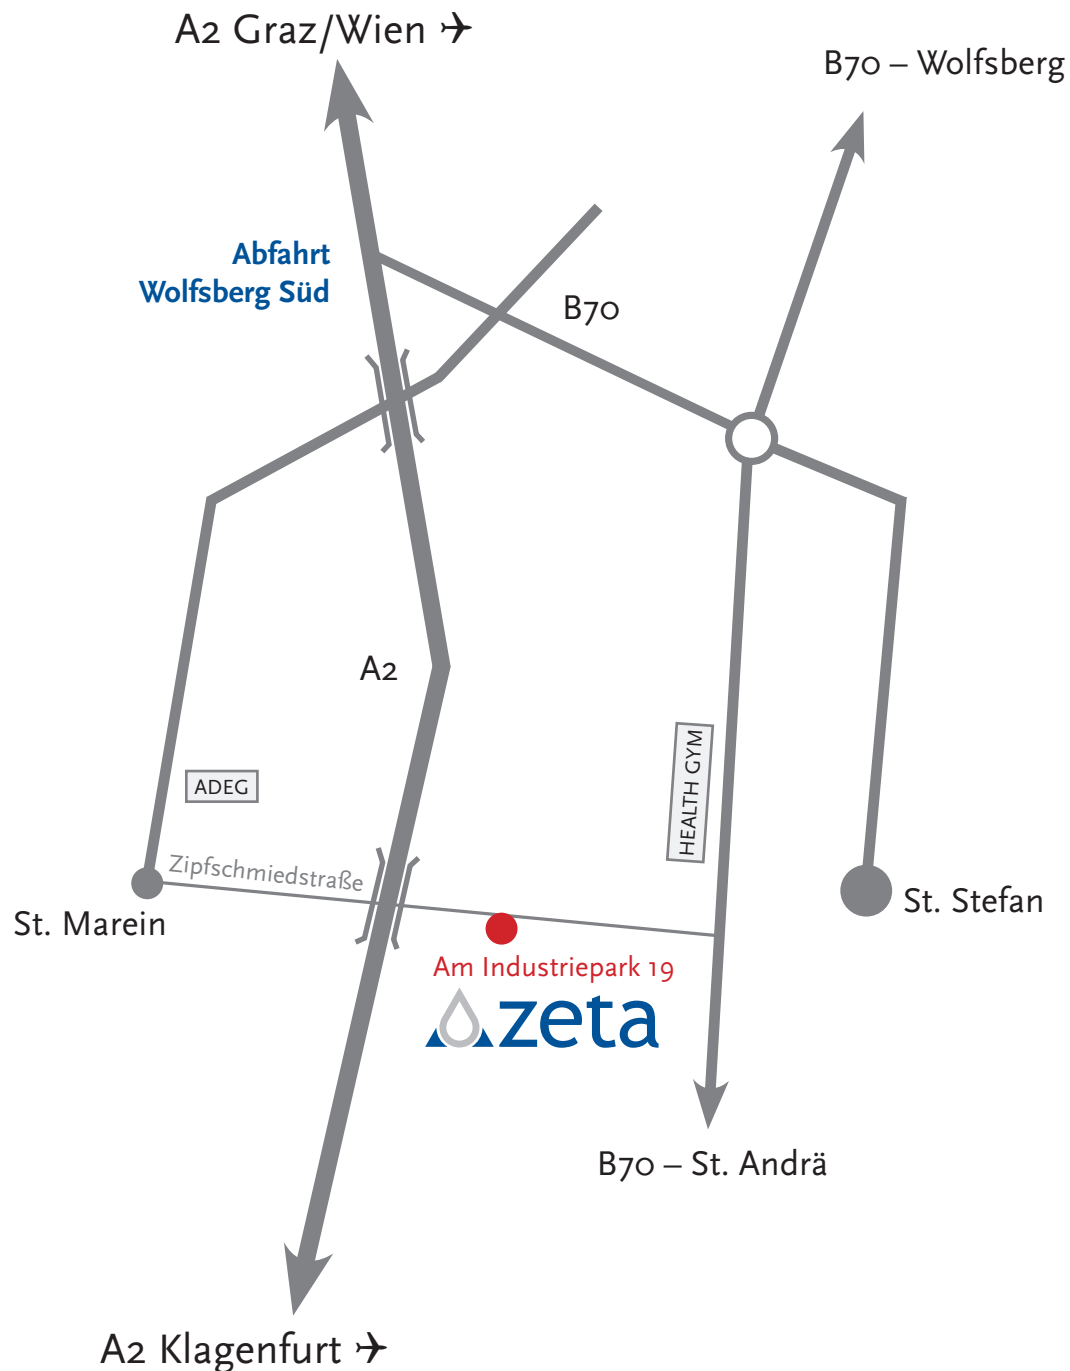 A2 Graz/Wien ✈
B70 – Wolfsberg
Abfahrt
Wolfsberg Süd
B70
A2
HEALTH GYM
ADEG
Zipfschmiedstraße
St. Marein
St. Stefan
Am Industriepark 19
zeta
B70 – St. Andrä
A2 Klagenfurt ✈